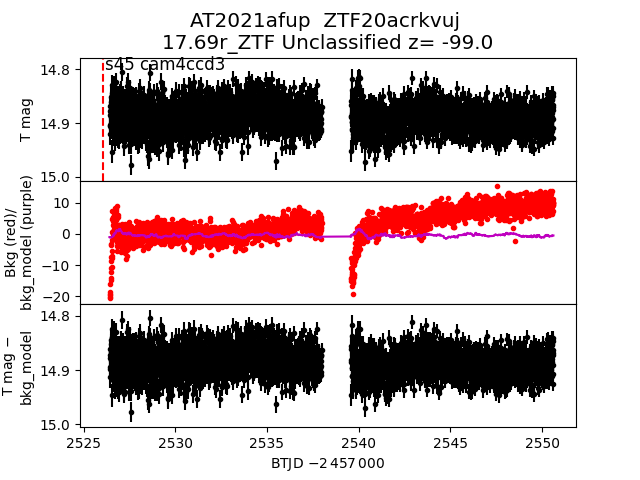 AT2021afup  ZTF20acrkvuj
17.69r_ZTF Unclassified z= -99.0
s45 cam4ccd3
T mag
14.8
14.9
15.0
Bkg (red)/
bkg_model (purple)
10
0
−10
−20
T mag −
bkg_model
14.8
14.9
15.0
2525
2530
2535
2540
2545
2550
BTJD −2 457 000